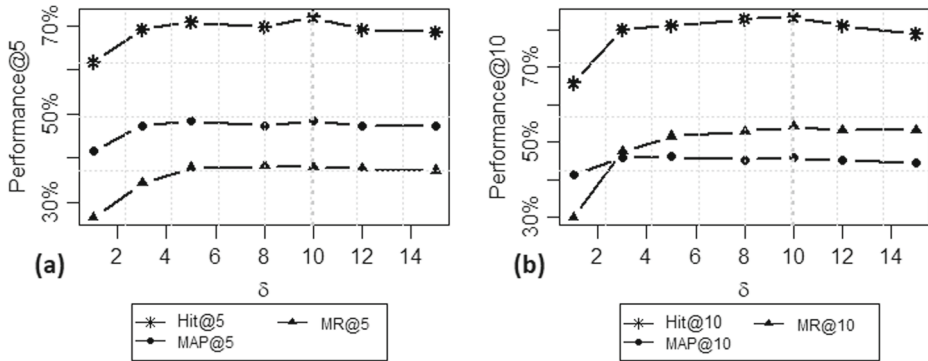 Performance@5
30%
50%
70%
2 4 6 8 10 12 14
δ
(a)
Hit@5 MR@5
MAP@5
Performance@10
30%
50%
70%
2 4 6 8 10 12 14
δ
(b)
Hit@10 MR@10
MAP@10